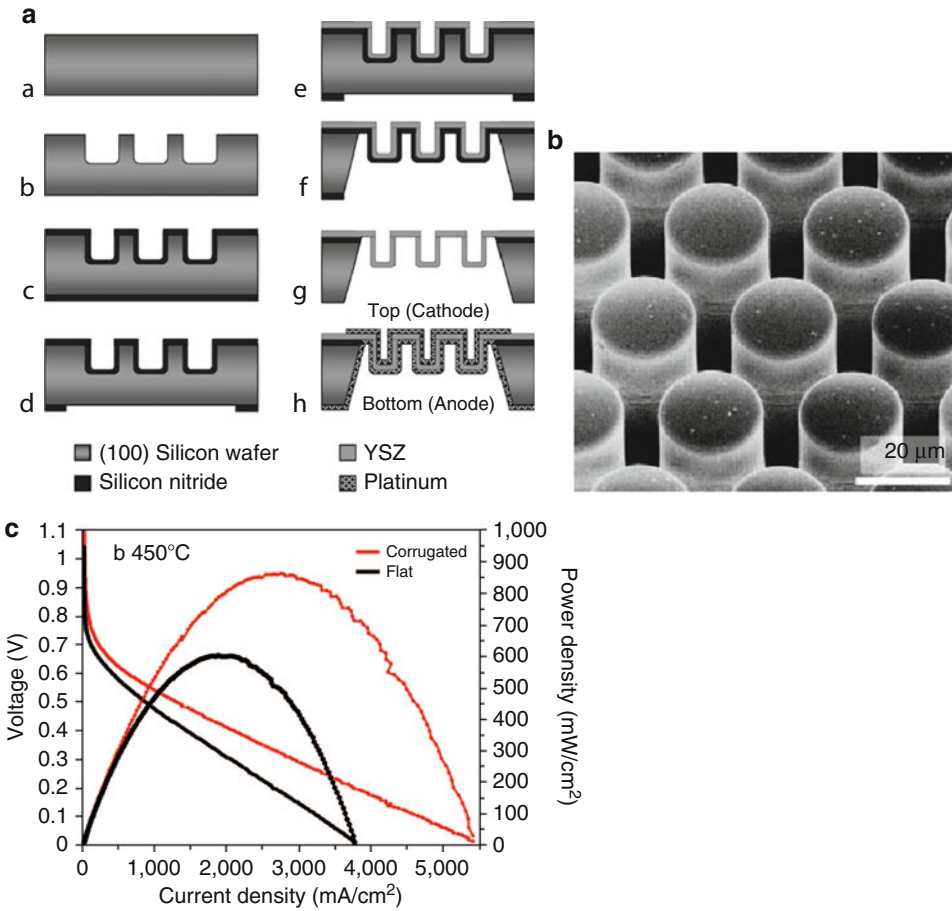 a
a
b
c
d
e
f
g
Top (Cathode)
h
Bottom (Anode)
(100) Silicon wafer
Silicon nitride
YSZ
Platinum
b
20 μm
c
b 450°C
Corrugated
Flat
Voltage (V)
1.1
1
0.9
0.8
0.7
0.6
0.5
0.4
0.3
0.2
0.1
0
Power density (mW/cm²)
1,000
900
800
700
600
500
400
300
200
100
0
0
1,000
2,000
3,000
4,000
5,000
Current density (mA/cm²)